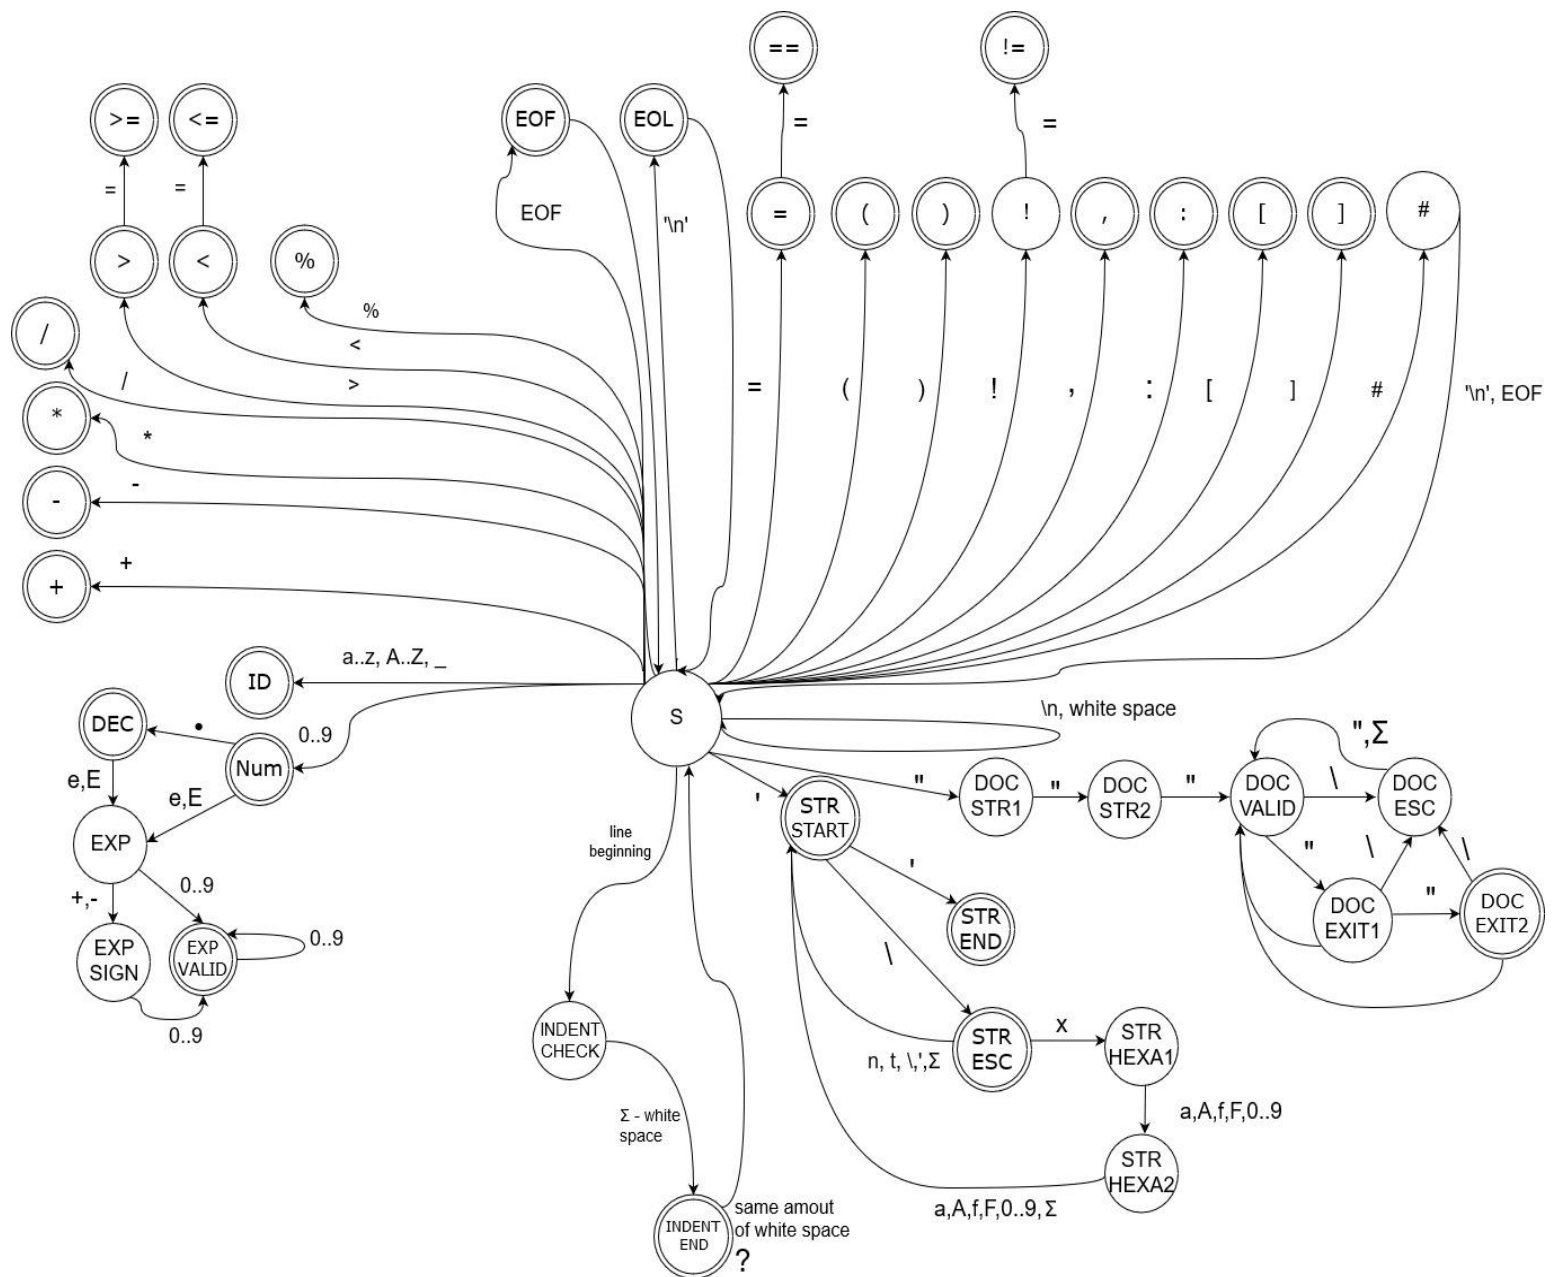 ==
!=
>=
<=
EOF
EOL
=
=
=
=
EOF
'\n'
=
(
)
!
,
:
[
]
#
>
<
%
%
/
<
/
>
*
*
=
(
)
!
,
:
[
]
#
'\n', EOF
-
-
+
+
a..z, A..Z, _
ID
DEC
•
0..9
Num
S
\n, white space
e,E
e,E
EXP
+,-
0..9
EXP
SIGN
EXP
VALID
0..9
0..9
'
STR
START
"
DOC
STR1
"
DOC
STR2
"
DOC
VALID
\
",Σ
DOC
ESC
"
\
\
DOC
EXIT1
"
DOC
EXIT2
line
beginning
'
STR
END
\
INDENT
CHECK
n, t, \,',Σ
STR
ESC
x
STR
HEXA1
a,A,f,F,0..9
STR
HEXA2
a,A,f,F,0..9,Σ
Σ - white
space
INDENT
END
same amout
of white space
?